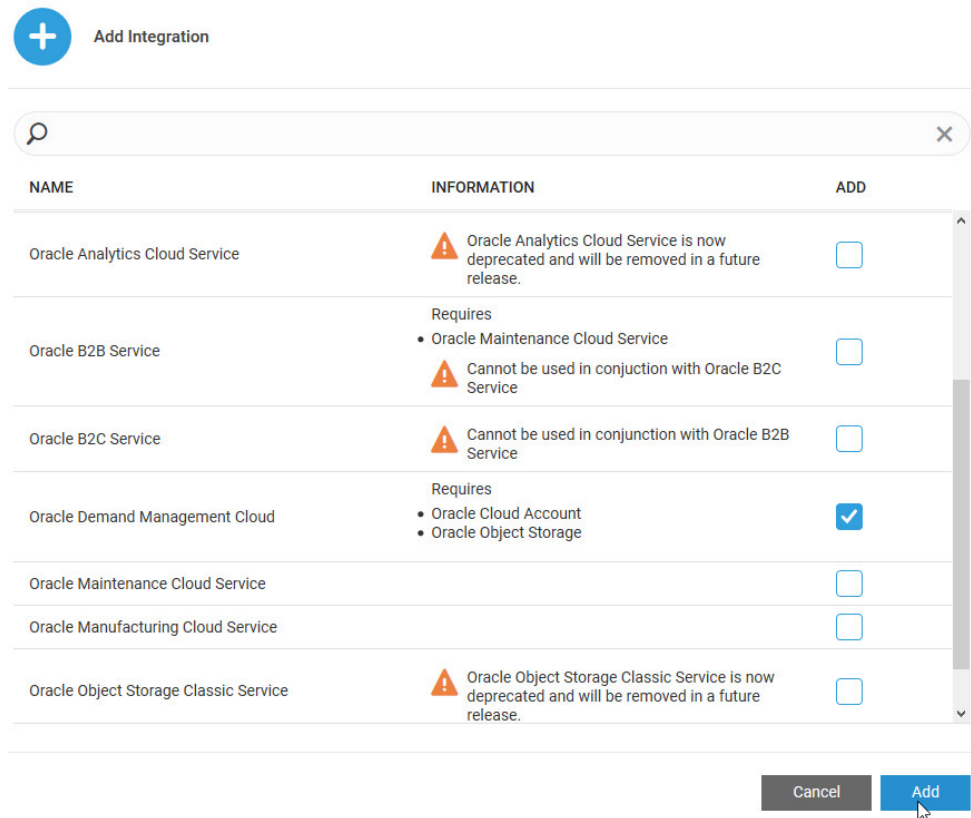 Add Integration
NAME INFORMATION ADD
Oracle Analytics Cloud Service
Oracle Analytics Cloud Service is now
deprecated and will be removed in a future
release.
Oracle B2B Service
Requires
• Oracle Maintenance Cloud Service
Cannot be used in conjuction with Oracle B2C
Service
Oracle B2C Service
Cannot be used in conjunction with Oracle B2B
Service
Oracle Demand Management Cloud
Requires
• Oracle Cloud Account
• Oracle Object Storage
Oracle Maintenance Cloud Service
Oracle Manufacturing Cloud Service
Oracle Object Storage Classic Service
Oracle Object Storage Classic Service is now
deprecated and will be removed in a future
release.
Cancel Add